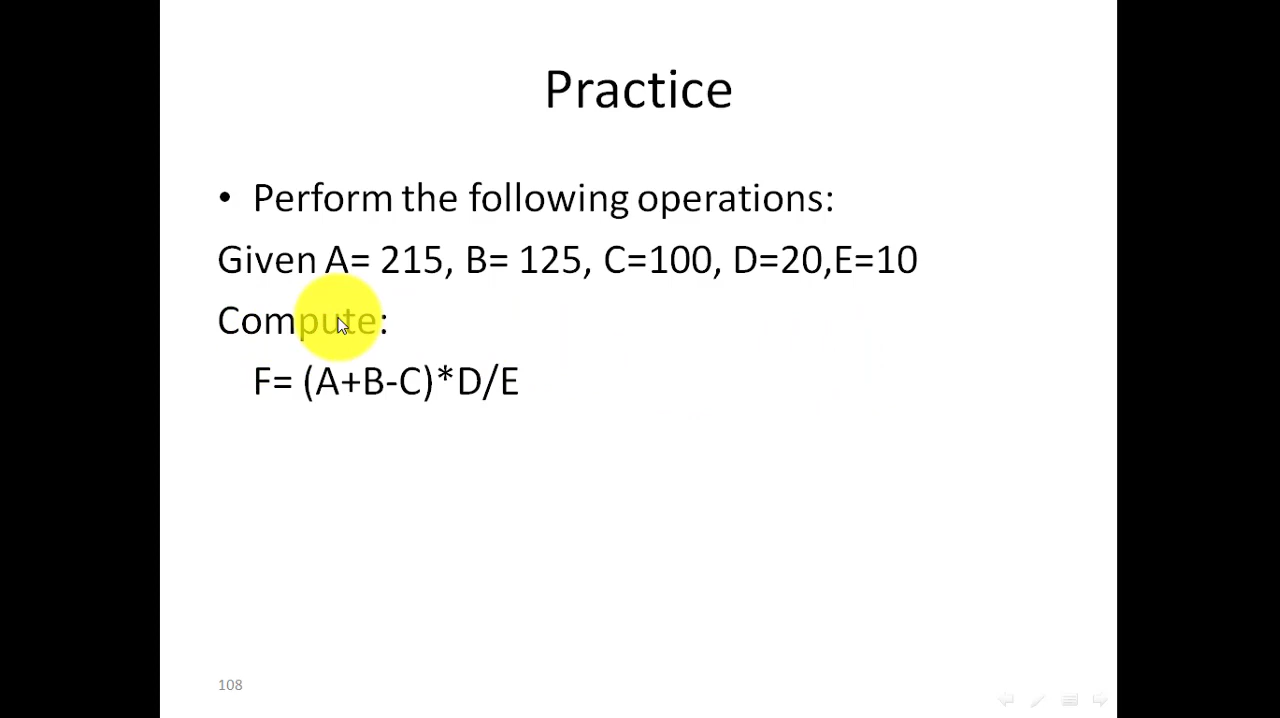 Practice
• Perform the following operations:
Given A= 215, B= 125, C=100, D=20,E=10
Compute:
F= (A+B-C)*D/E
108